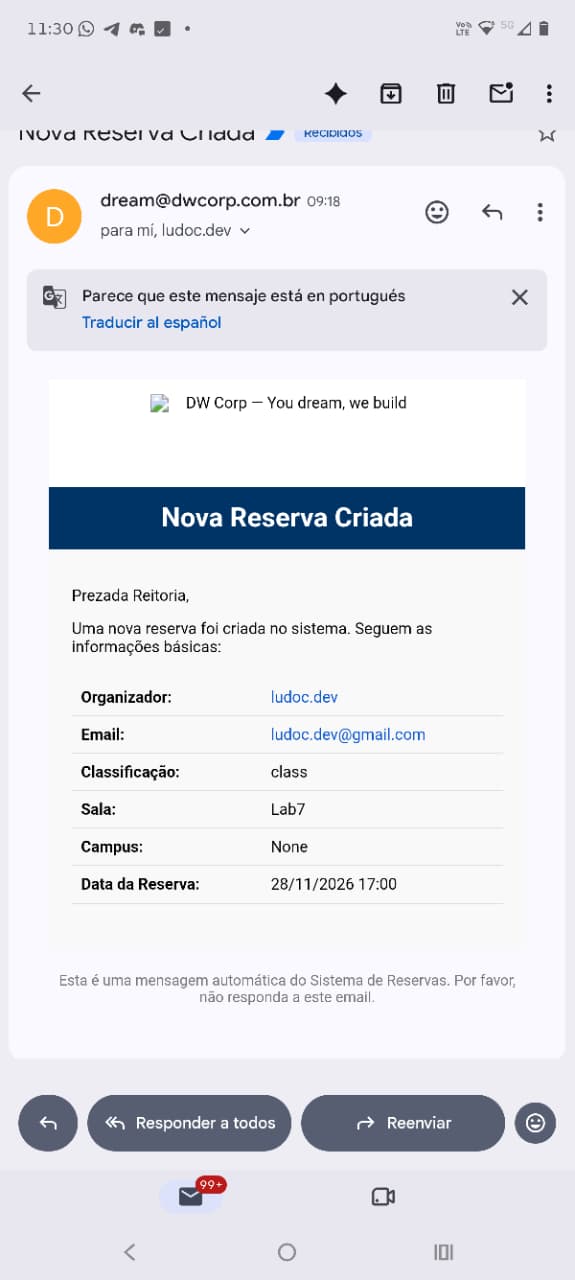 11:30
Vo))
LTE
5G
Nova Reserva Criada
Recibidos
D
dream@dwcorp.com.br 09:18
para mí, ludoc.dev
Parece que este mensaje está en portugués
Traducir al español
DW Corp — You dream, we build
Nova Reserva Criada
Prezada Reitoria,
Uma nova reserva foi criada no sistema. Seguem as
informações básicas:
Organizador: ludoc.dev
Email: ludoc.dev@gmail.com
Classificação: class
Sala: Lab7
Campus: None
Data da Reserva: 28/11/2026 17:00
Esta é uma mensagem automática do Sistema de Reservas. Por favor,
não responda a este email.
Responder a todos
Reenviar
99+